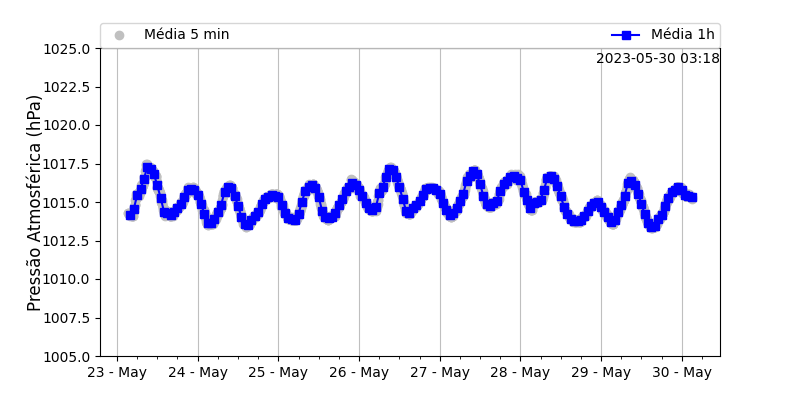 Média 5 min
Média 1h
2023-05-30 03:18
Pressão Atmosférica (hPa)
1025.0
1022.5
1020.0
1017.5
1015.0
1012.5
1010.0
1007.5
1005.0
23 - May
24 - May
25 - May
26 - May
27 - May
28 - May
29 - May
30 - May